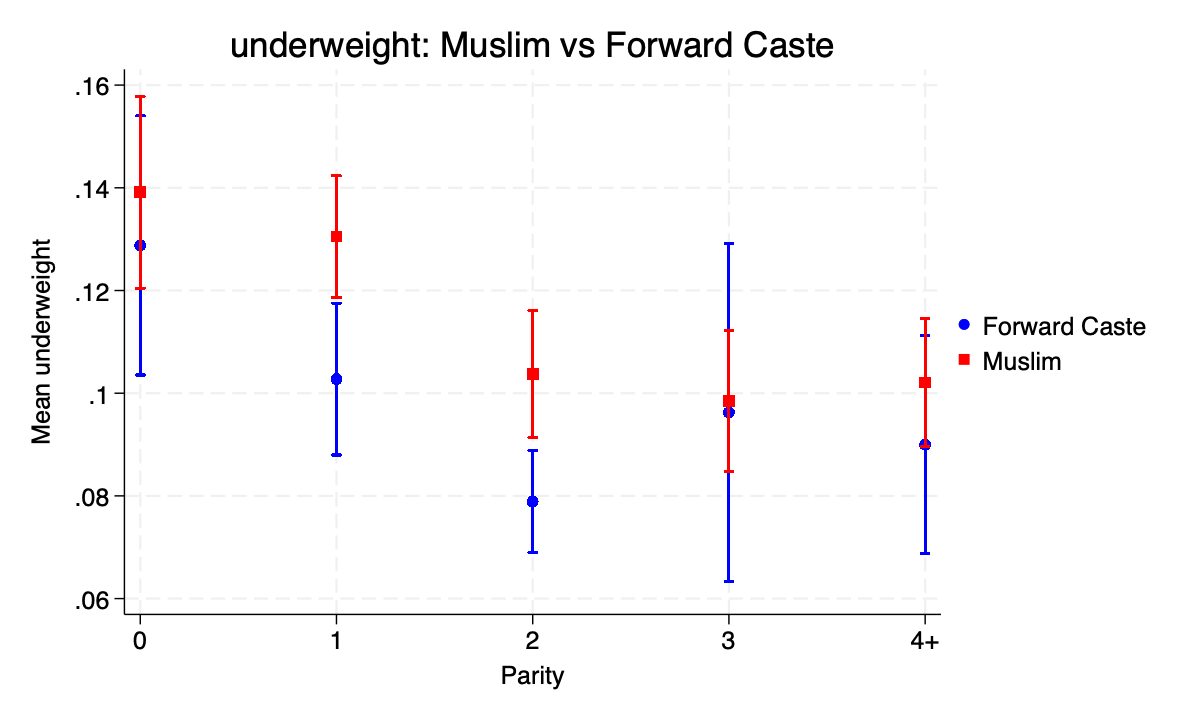 underweight: Muslim vs Forward Caste
Mean underweight
.16
.14
.12
.1
.08
.06
0 1 2 3 4+
Parity
Forward Caste
Muslim